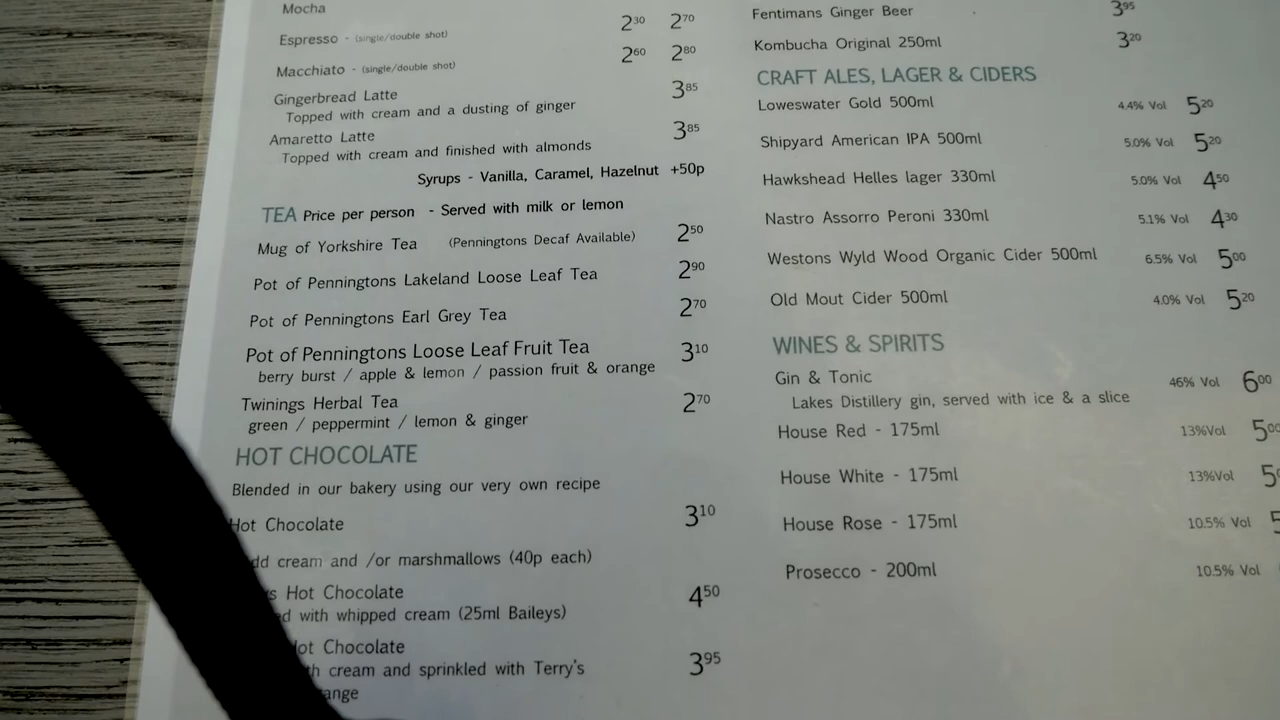 Mocha
Espresso - (single/double shot) 2³⁰ 2⁷⁰
Macchiato - (single/double shot) 2⁶⁰ 2⁸⁰
Gingerbread Latte 3⁸⁵
Topped with cream and a dusting of ginger
Amaretto Latte 3⁸⁵
Topped with cream and finished with almonds
Syrups - Vanilla, Caramel, Hazelnut +50p
TEA Price per person - Served with milk or lemon
Mug of Yorkshire Tea (Penningtons Decaf Available) 2⁵⁰
Pot of Penningtons Lakeland Loose Leaf Tea 2⁹⁰
Pot of Penningtons Earl Grey Tea 2⁷⁰
Pot of Penningtons Loose Leaf Fruit Tea 3¹⁰
berry burst / apple & lemon / passion fruit & orange
Twinings Herbal Tea 2⁷⁰
green / peppermint / lemon & ginger
HOT CHOCOLATE
Blended in our bakery using our very own recipe
Hot Chocolate 3¹⁰
cream and /or marshmallows (40p each)
Hot Chocolate 4⁵⁰
with whipped cream (25ml Baileys)
Hot Chocolate 3⁹⁵
cream and sprinkled with Terry's
Fentimans Ginger Beer 3⁹⁵
Kombucha Original 250ml 3²⁰
CRAFT ALES, LAGER & CIDERS
Loweswater Gold 500ml 4.4% Vol 5²⁰
Shipyard American IPA 500ml 5.0% Vol 5²⁰
Hawkshead Helles lager 330ml 5.0% Vol 4⁵⁰
Nastro Assorro Peroni 330ml 5.1% Vol 4³⁰
Westons Wyld Wood Organic Cider 500ml 6.5% Vol 5⁰⁰
Old Mout Cider 500ml 4.0% Vol 5²⁰
WINES & SPIRITS
Gin & Tonic 46% Vol 6⁰⁰
Lakes Distillery gin, served with ice & a slice
House Red - 175ml 13%Vol 5⁰⁰
House White - 175ml 13%Vol
House Rose - 175ml 10.5% Vol
Prosecco - 200ml 10.5% Vol